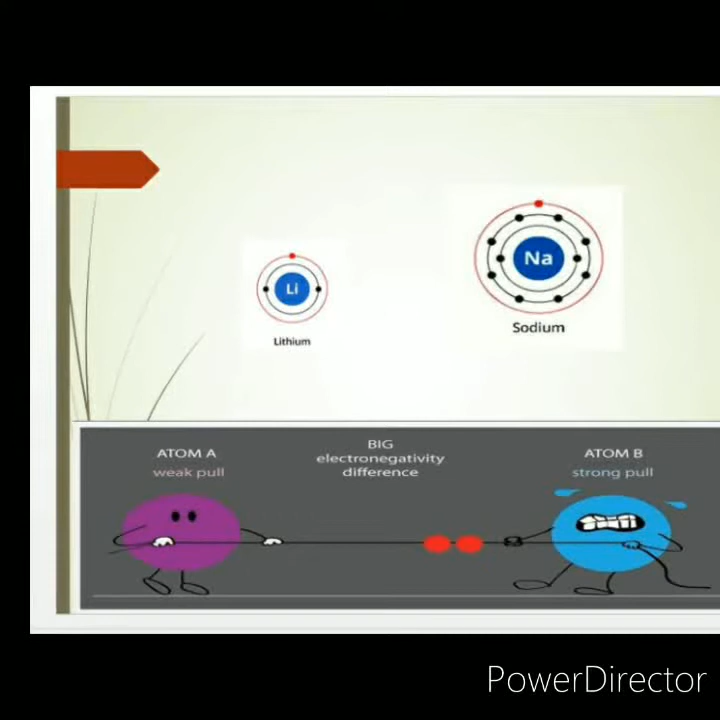 Li
Lithium
Na
Sodium
ATOM A
weak pull
BIG
electronegativity
difference
ATOM B
strong pull
PowerDirector